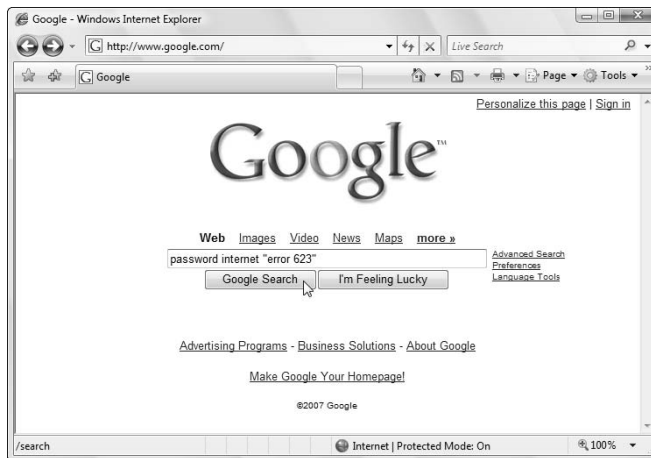 Google - Windows Internet Explorer
http://www.google.com/
Live Search
Google
Page
Tools
Personalize this page | Sign in
Google™
Web Images Video News Maps more »
password internet "error 623"
Advanced Search
Preferences
Language Tools
Google Search I'm Feeling Lucky
Advertising Programs - Business Solutions - About Google
Make Google Your Homepage!
©2007 Google
/search
Internet | Protected Mode: On
100%